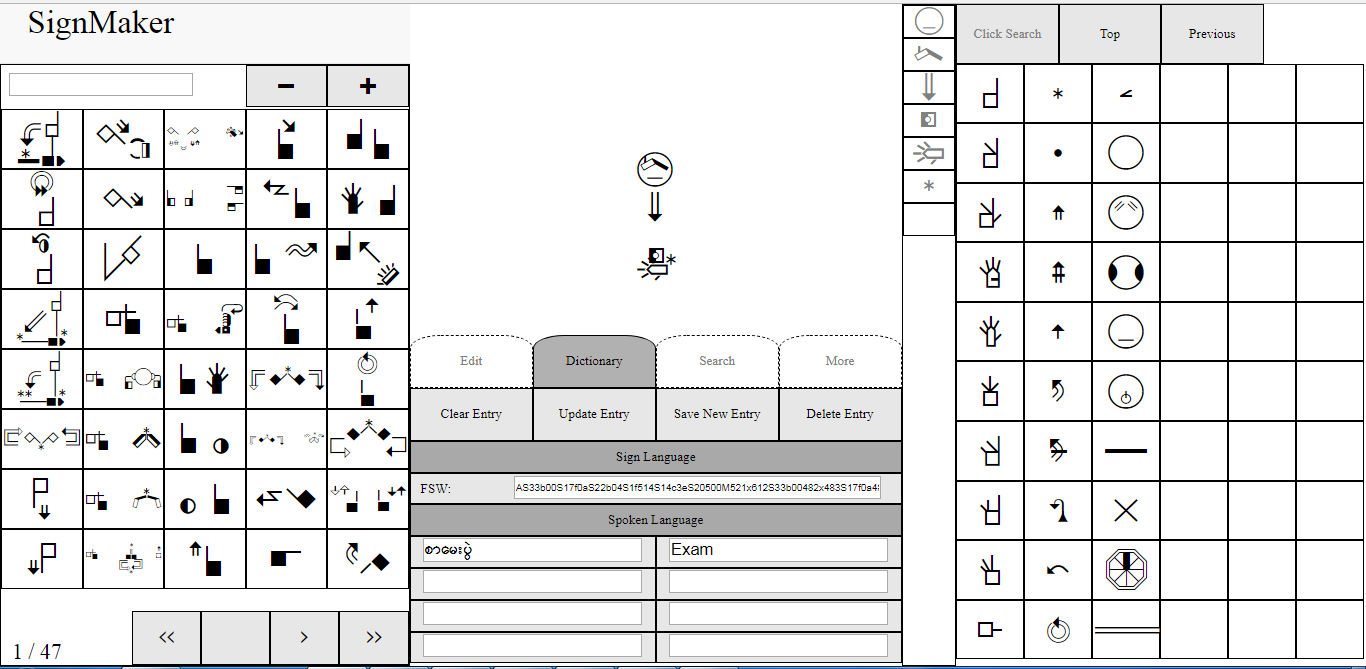 SignMaker
Click Search Top Previous
− +
Edit Dictionary Search More
Clear Entry Update Entry Save New Entry Delete Entry
Sign Language
FSW: AS33b00S17f0aS22b04S1f514S14c3eS20500M521x612S33b00482x483S17f0a4
Spoken Language
စာမေးပွဲ Exam
1 / 47 << > >>